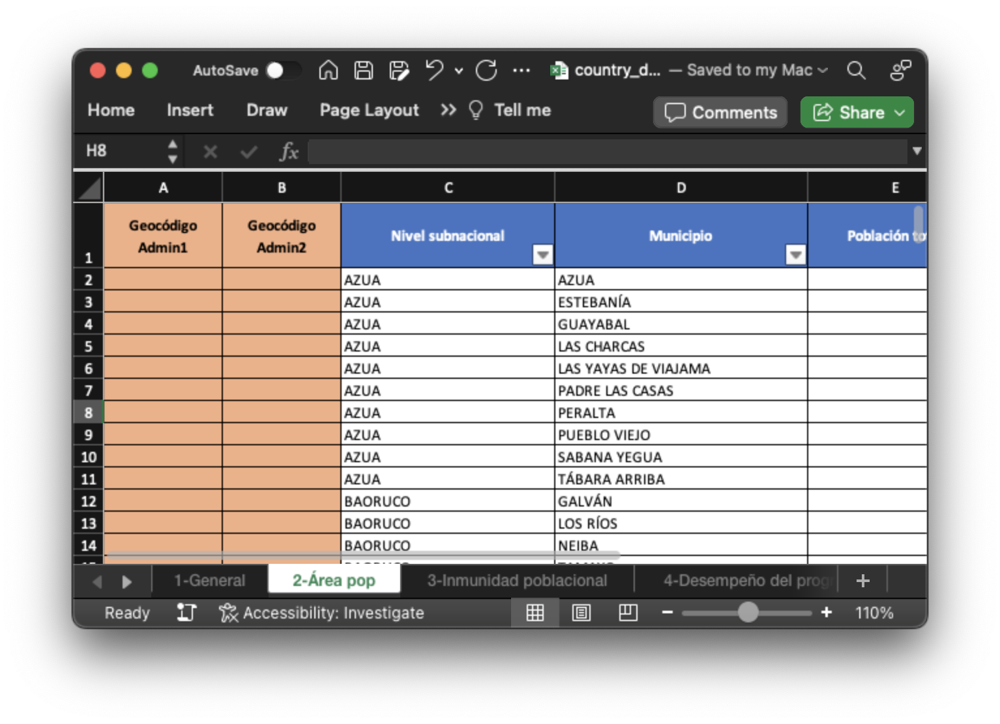 AutoSave country_d... — Saved to my Mac
Home Insert Draw Page Layout >> Tell me Comments Share
H8 fx
A B C D E
1 Geocódigo Admin1 Geocódigo Admin2 Nivel subnacional Municipio Población
2 AZUA AZUA
3 AZUA ESTEBANÍA
4 AZUA GUAYABAL
5 AZUA LAS CHARCAS
6 AZUA LAS YAYAS DE VIAJAMA
7 AZUA PADRE LAS CASAS
8 AZUA PERALTA
9 AZUA PUEBLO VIEJO
10 AZUA SABANA YEGUA
11 AZUA TÁBARA ARRIBA
12 BAORUCO GALVÁN
13 BAORUCO LOS RÍOS
14 BAORUCO NEIBA
1-General 2-Área pop 3-Inmunidad poblacional 4-Desempeño del prog +
Ready Accessibility: Investigate − + 110%